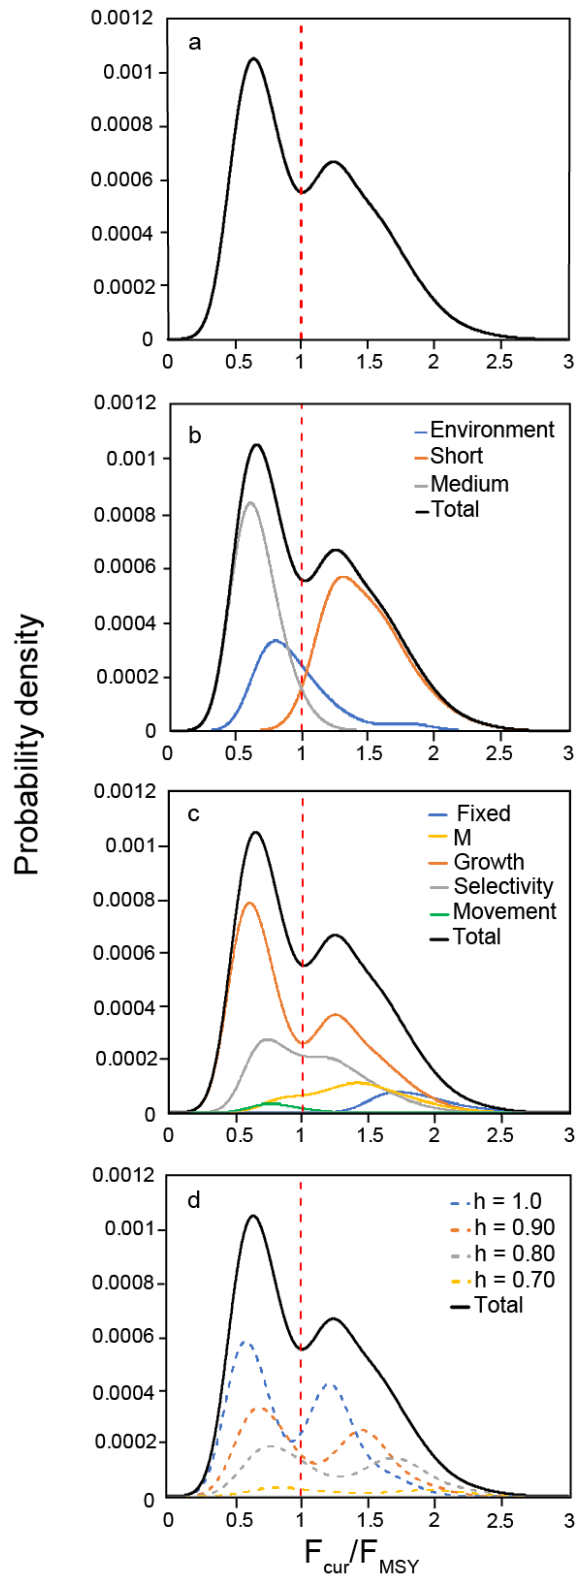 Probability density
0.0012
a
0.001
0.0008
0.0006
0.0004
0.0002
0
0 0.5 1 1.5 2 2.5 3
0.0012
b
Environment
0.001
Short
Medium
0.0008
Total
0.0006
0.0004
0.0002
0
0 0.5 1 1.5 2 2.5 3
0.0012
c
Fixed
M
0.001
Growth
Selectivity
0.0008
Movement
Total
0.0006
0.0004
0.0002
0
0 0.5 1 1.5 2 2.5 3
0.0012
d
h = 1.0
0.001
h = 0.90
h = 0.80
0.0008
h = 0.70
Total
0.0006
0.0004
0.0002
0
0 0.5 1 1.5 2 2.5 3
F_cur/F_MSY